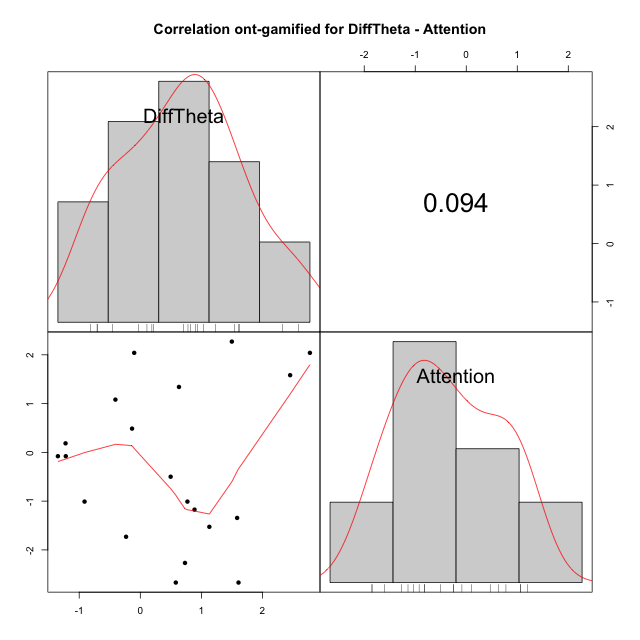 Correlation ont-gamified for DiffTheta - Attention
-2 -1 0 1 2
DiffTheta
0.094
2
1
0
-1
2
1
0
-1
-2
Attention
-1 0 1 2